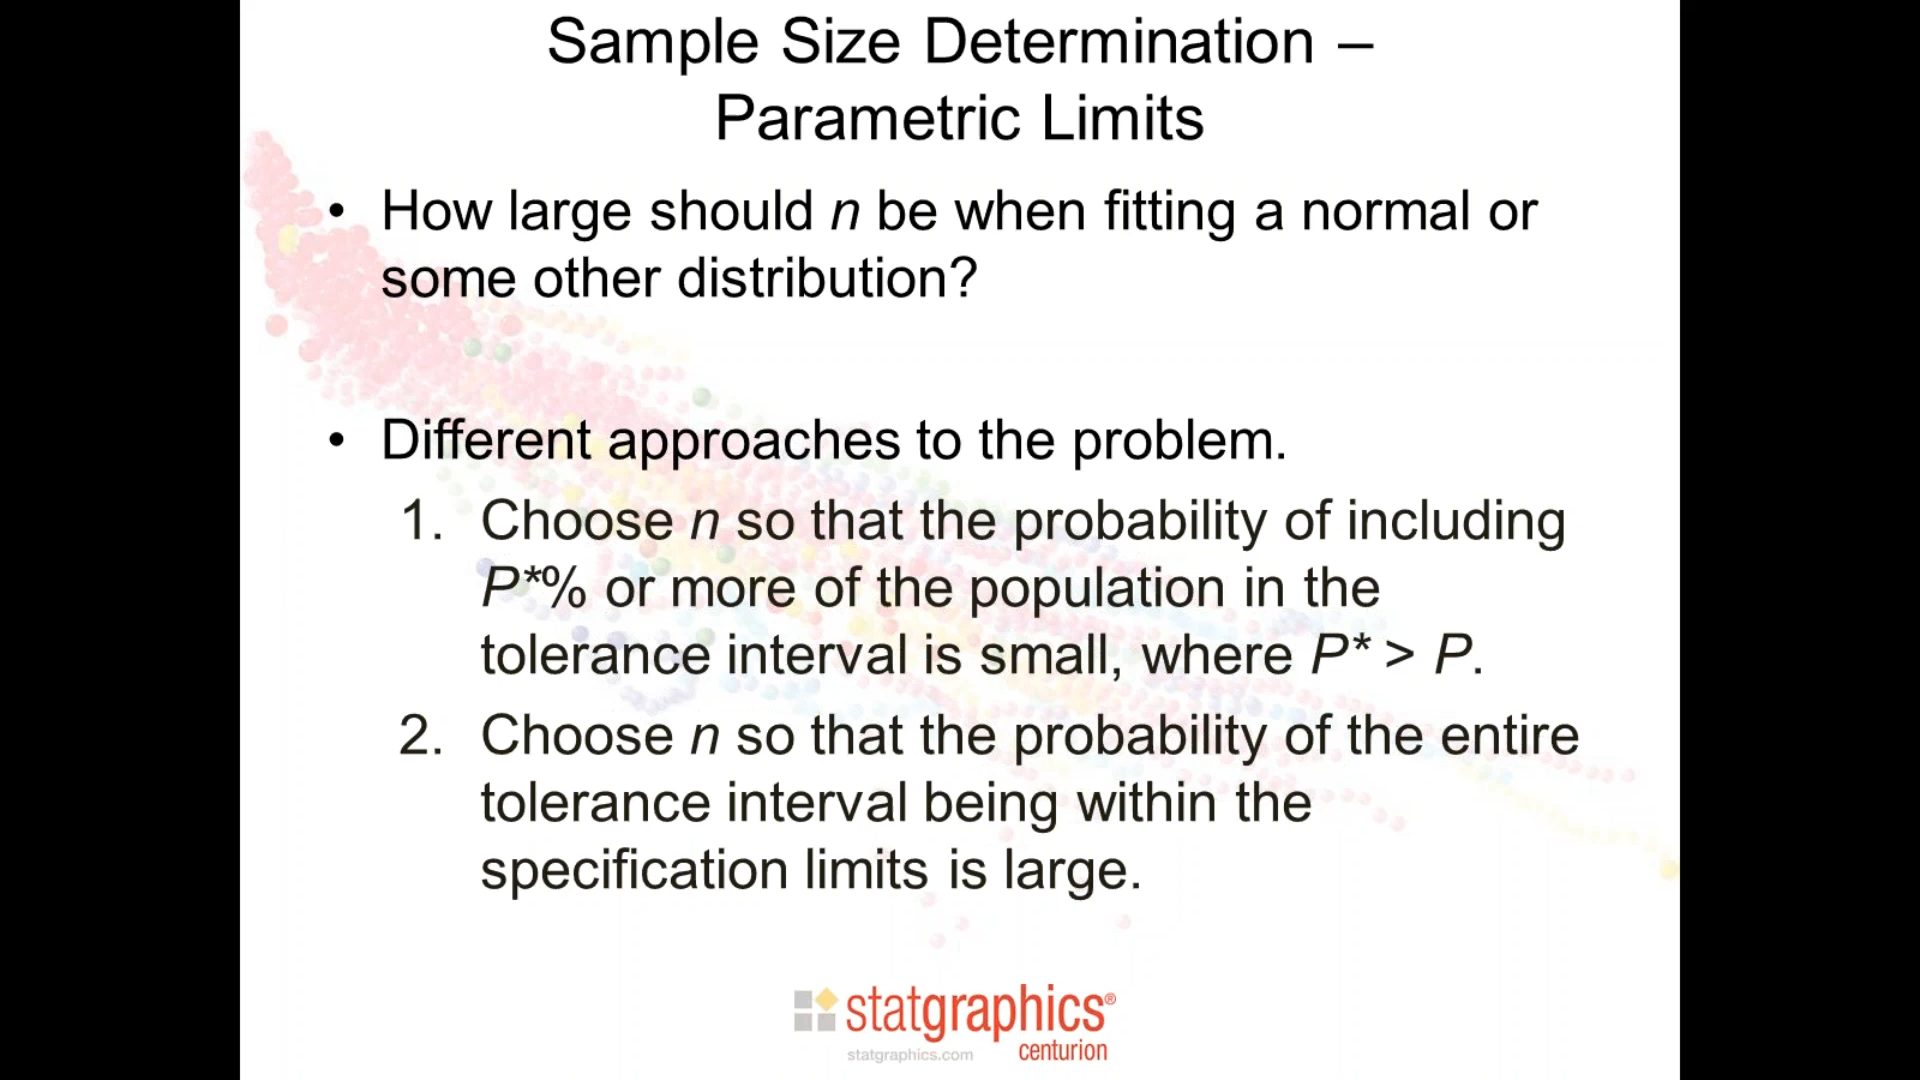 Sample Size Determination –
Parametric Limits
• How large should n be when fitting a normal or
some other distribution?
• Different approaches to the problem.
1. Choose n so that the probability of including
P*% or more of the population in the
tolerance interval is small, where P* > P.
2. Choose n so that the probability of the entire
tolerance interval being within the
specification limits is large.
statgraphics®
statgraphics.com centurion